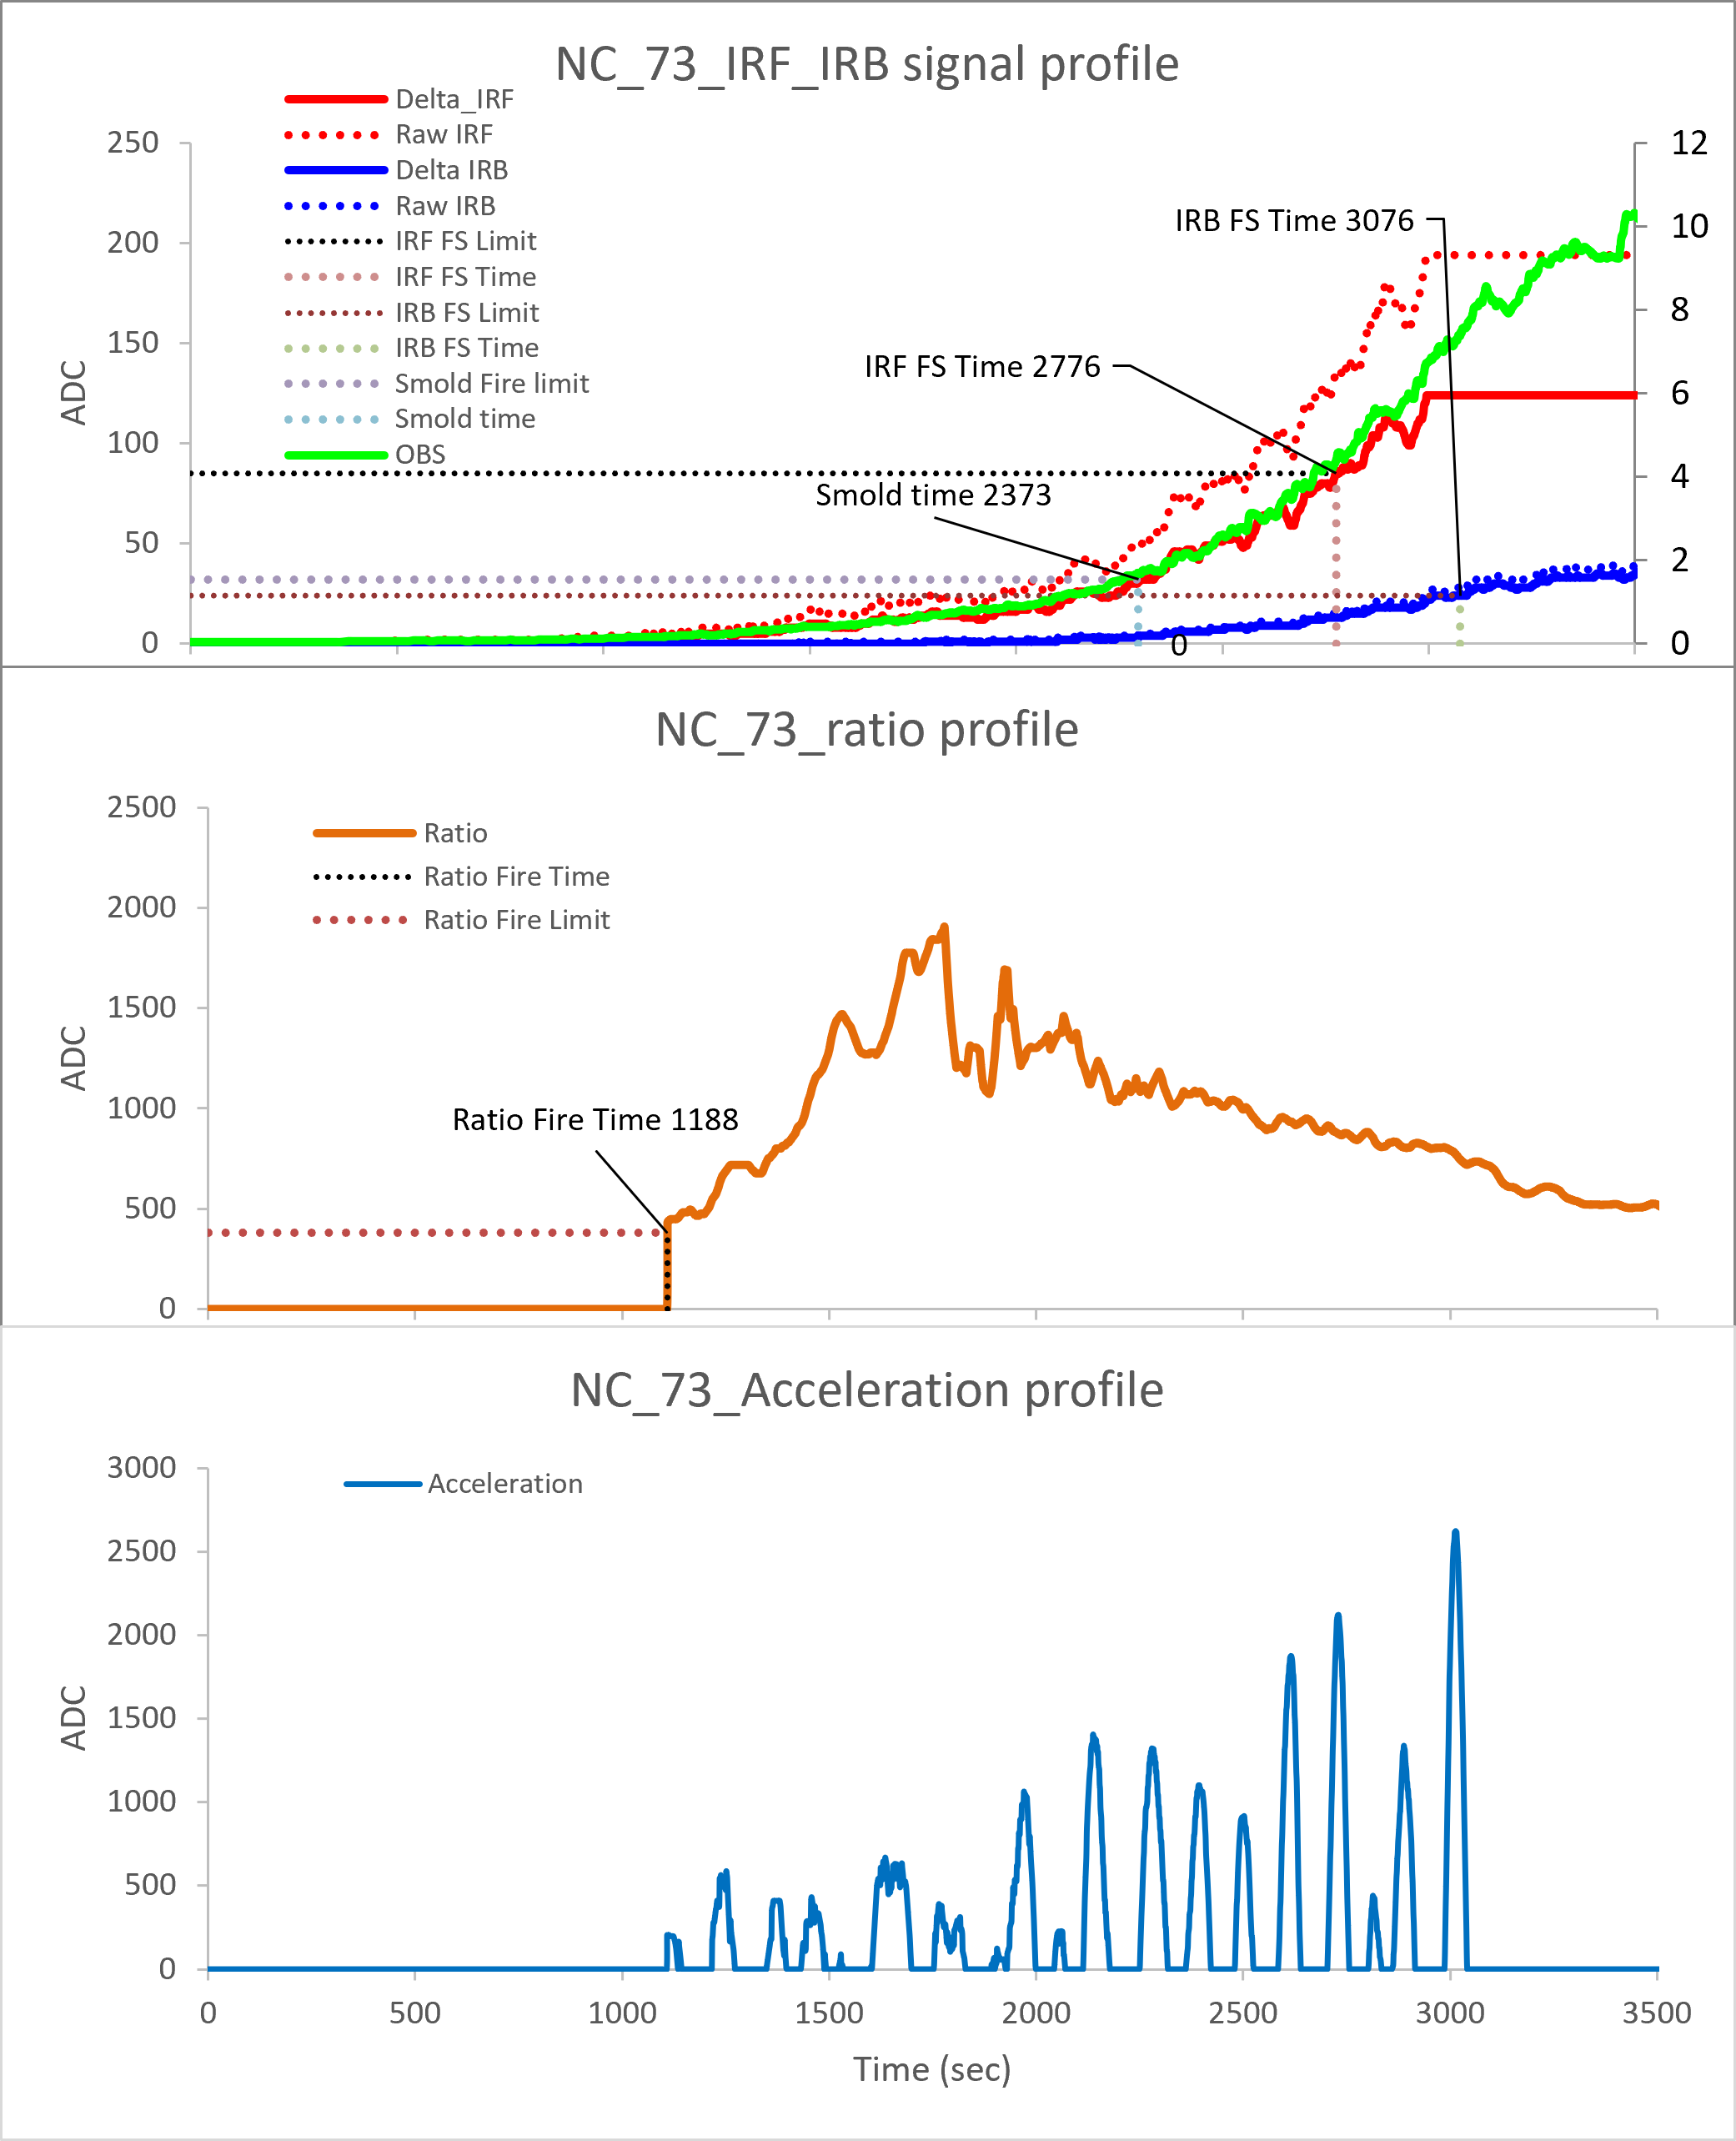 NC_73_IRF_IRB signal profile
Delta_IRF
Raw IRF
Delta IRB
Raw IRB
IRF FS Limit
IRF FS Time
IRB FS Limit
IRB FS Time
Smold Fire limit
Smold time
OBS
250
200
150
100
50
0
ADC
12
10
8
6
4
2
0
IRB FS Time 3076
IRF FS Time 2776
Smold time 2373
0
NC_73_ratio profile
2500
2000
1500
1000
500
0
ADC
Ratio
Ratio Fire Time
Ratio Fire Limit
Ratio Fire Time 1188
NC_73_Acceleration profile
3000
2500
2000
1500
1000
500
0
ADC
Acceleration
0 500 1000 1500 2000 2500 3000 3500
Time (sec)